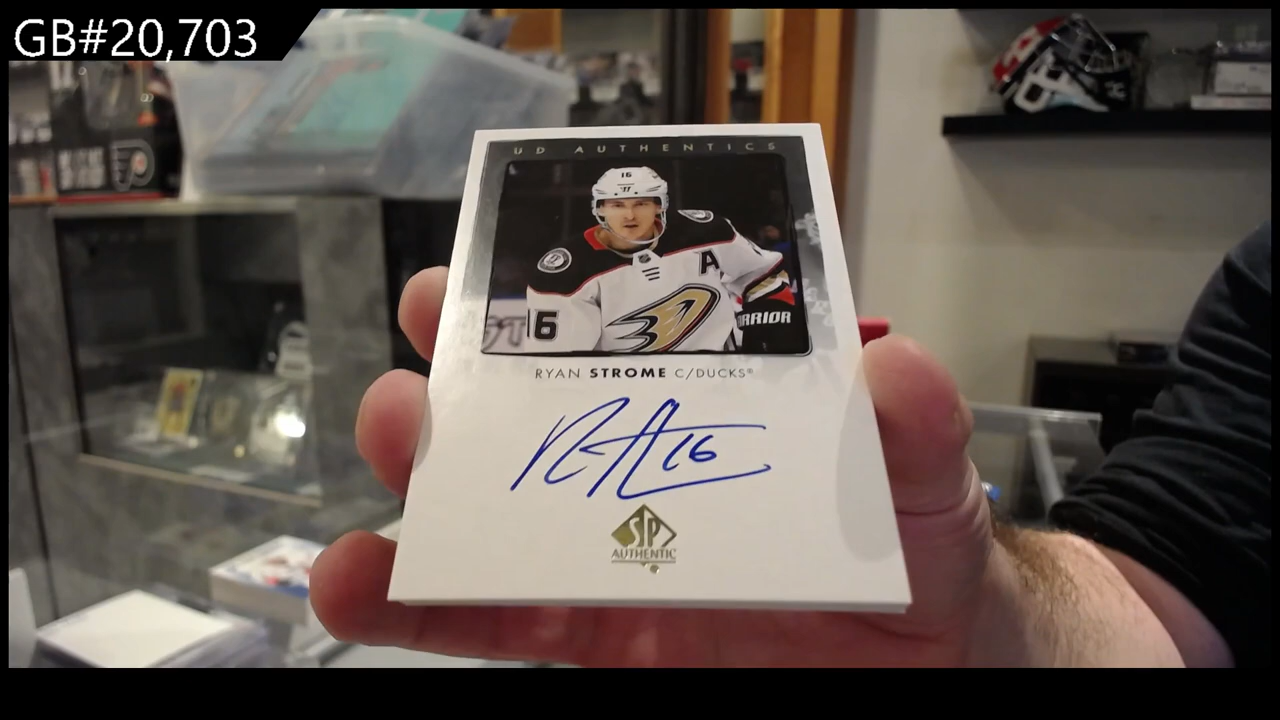 GB#20,703
UD AUTHENTICS
16
A
16
WARRIOR
RYAN STROME C/DUCKS®
16
SP
AUTHENTIC